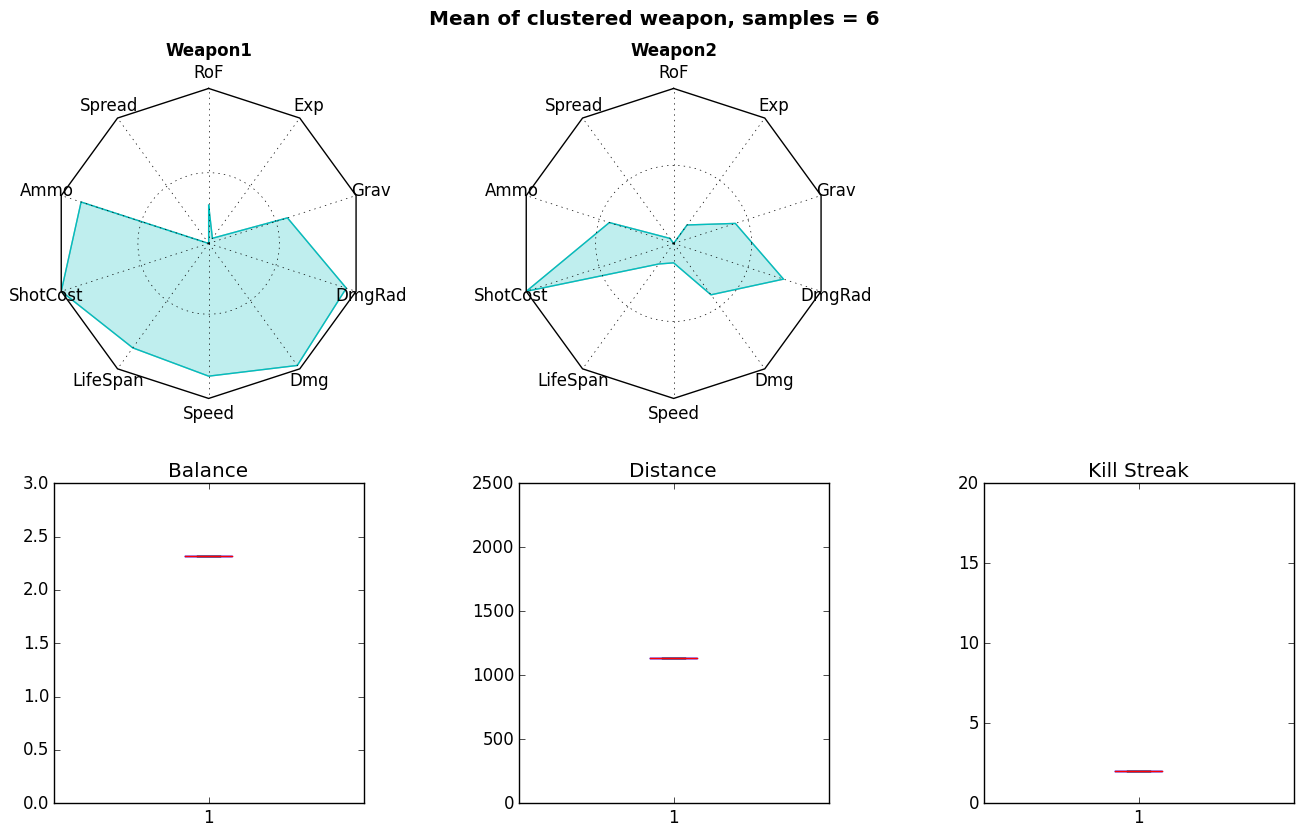 Mean of clustered weapon, samples = 6
Weapon1
RoF
Spread
Exp
Ammo
Grav
ShotCost
DmgRad
LifeSpan
Dmg
Speed
Weapon2
RoF
Spread
Exp
Ammo
Grav
ShotCost
DmgRad
LifeSpan
Dmg
Speed
Balance
3.0
2.5
2.0
1.5
1.0
0.5
0.0
1
Distance
2500
2000
1500
1000
500
0
1
Kill Streak
20
15
10
5
0
1